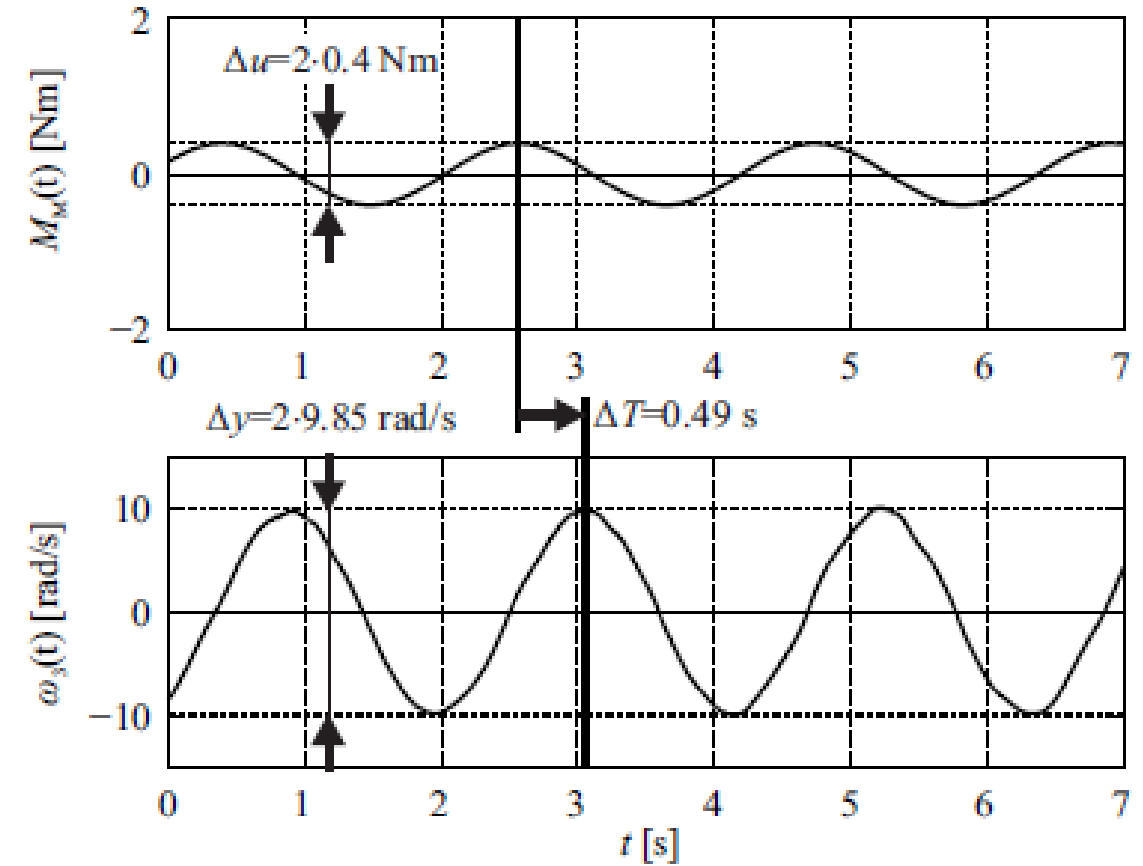 2
Δu=2·0.4 Nm
0
−2
M_M(t) [Nm]
0 1 2 3 4 5 6 7
Δy=2·9.85 rad/s
ΔT=0.49 s
10
0
−10
ω_3(t) [rad/s]
0 1 2 3 4 5 6 7
t [s]